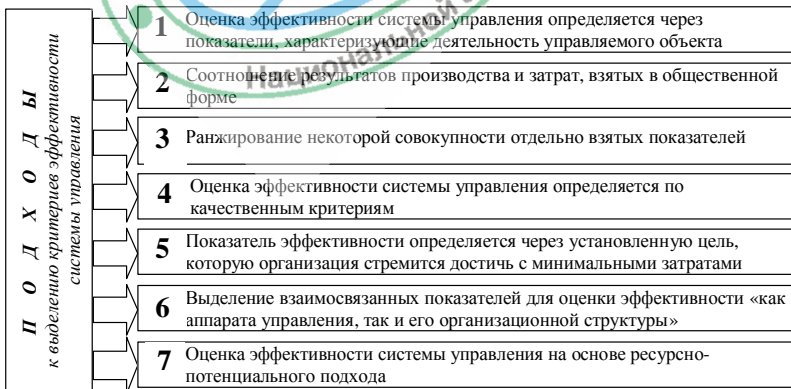 П О Д Х О Д Ы
к выделению критериев эффективности
системы управления
1 Оценка эффективности системы управления определяется через
показатели, характеризующие деятельность управляемого объекта
2 Соотношение результатов производства и затрат, взятых в общественной
форме
3 Ранжирование некоторой совокупности отдельно взятых показателей
4 Оценка эффективности системы управления определяется по
качественным критериям
5 Показатель эффективности определяется через установленную цель,
которую организация стремится достичь с минимальными затратами
6 Выделение взаимосвязанных показателей для оценки эффективности «как
аппарата управления, так и его организационной структуры»
7 Оценка эффективности системы управления на основе ресурсно-
потенциального подхода
Национальной